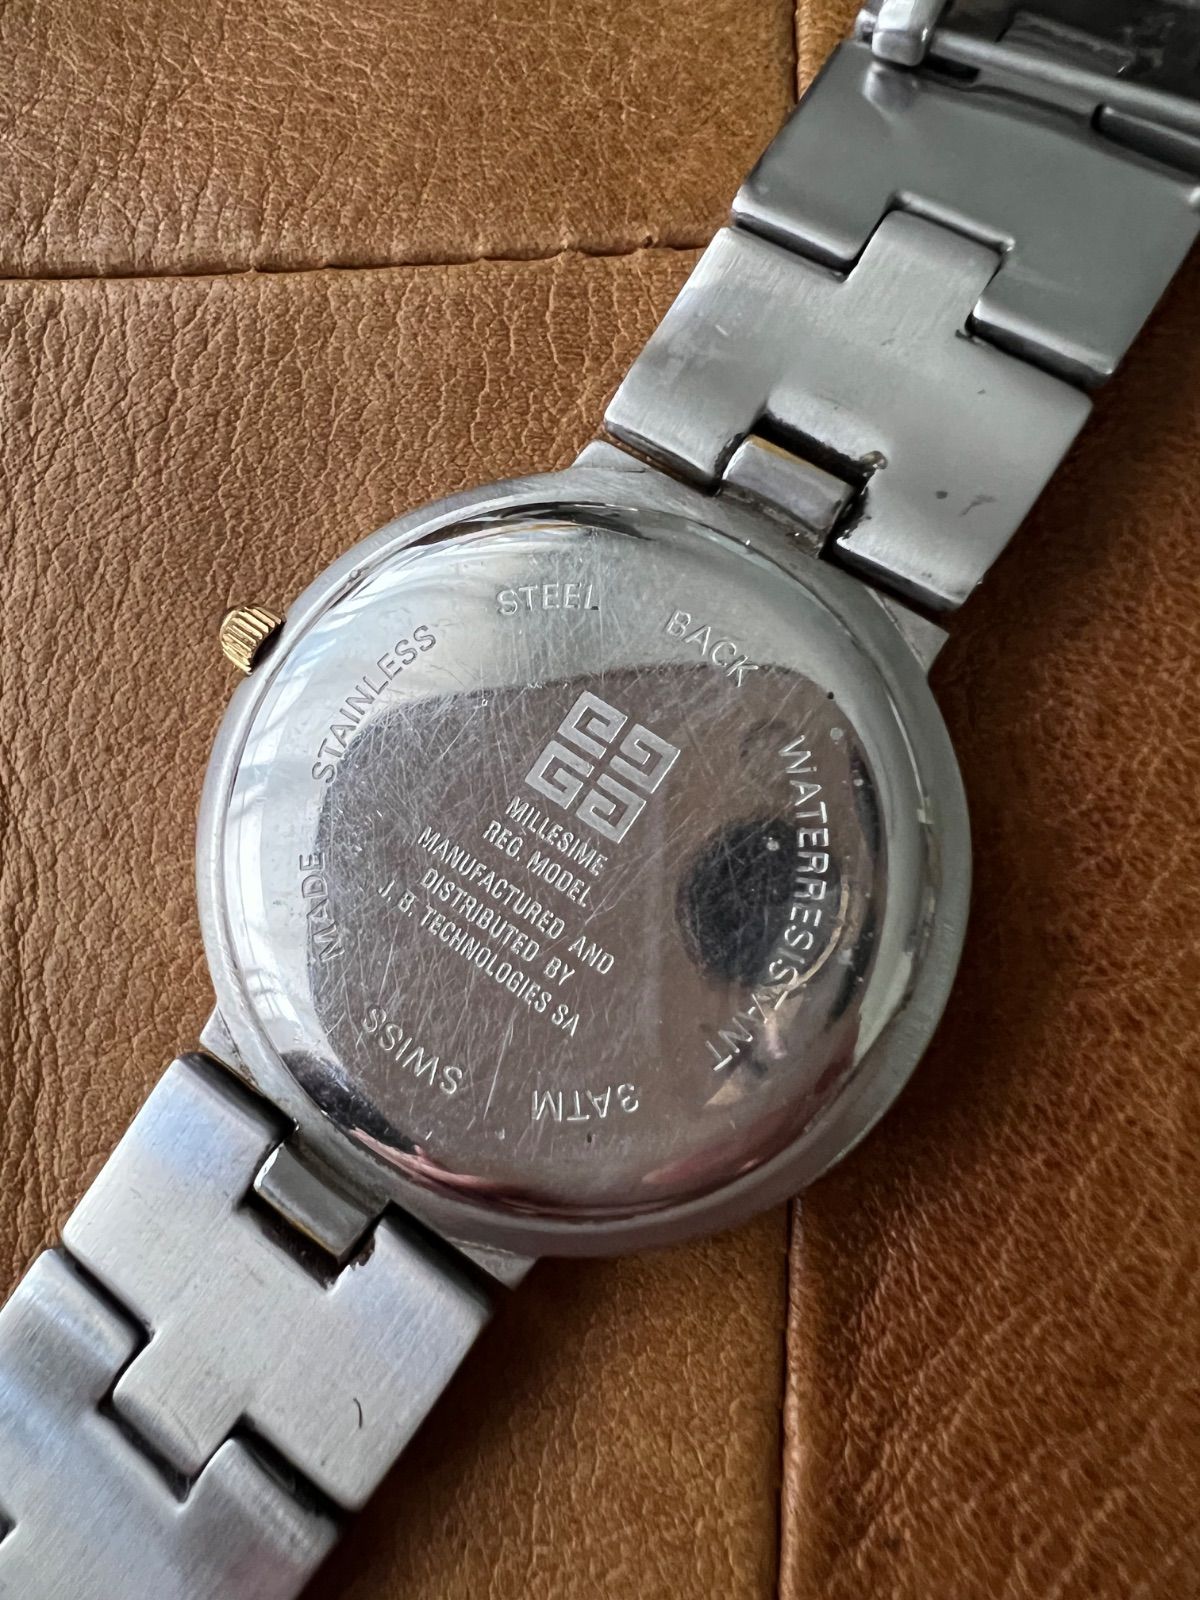 SWISS MADE STAINLESS STEEL BACK WATERRESISTANT 3ATM
MILLESIME
REG. MODEL
MANUFACTURED AND
DISTRIBUTED BY
J. B. TECHNOLOGIES SA